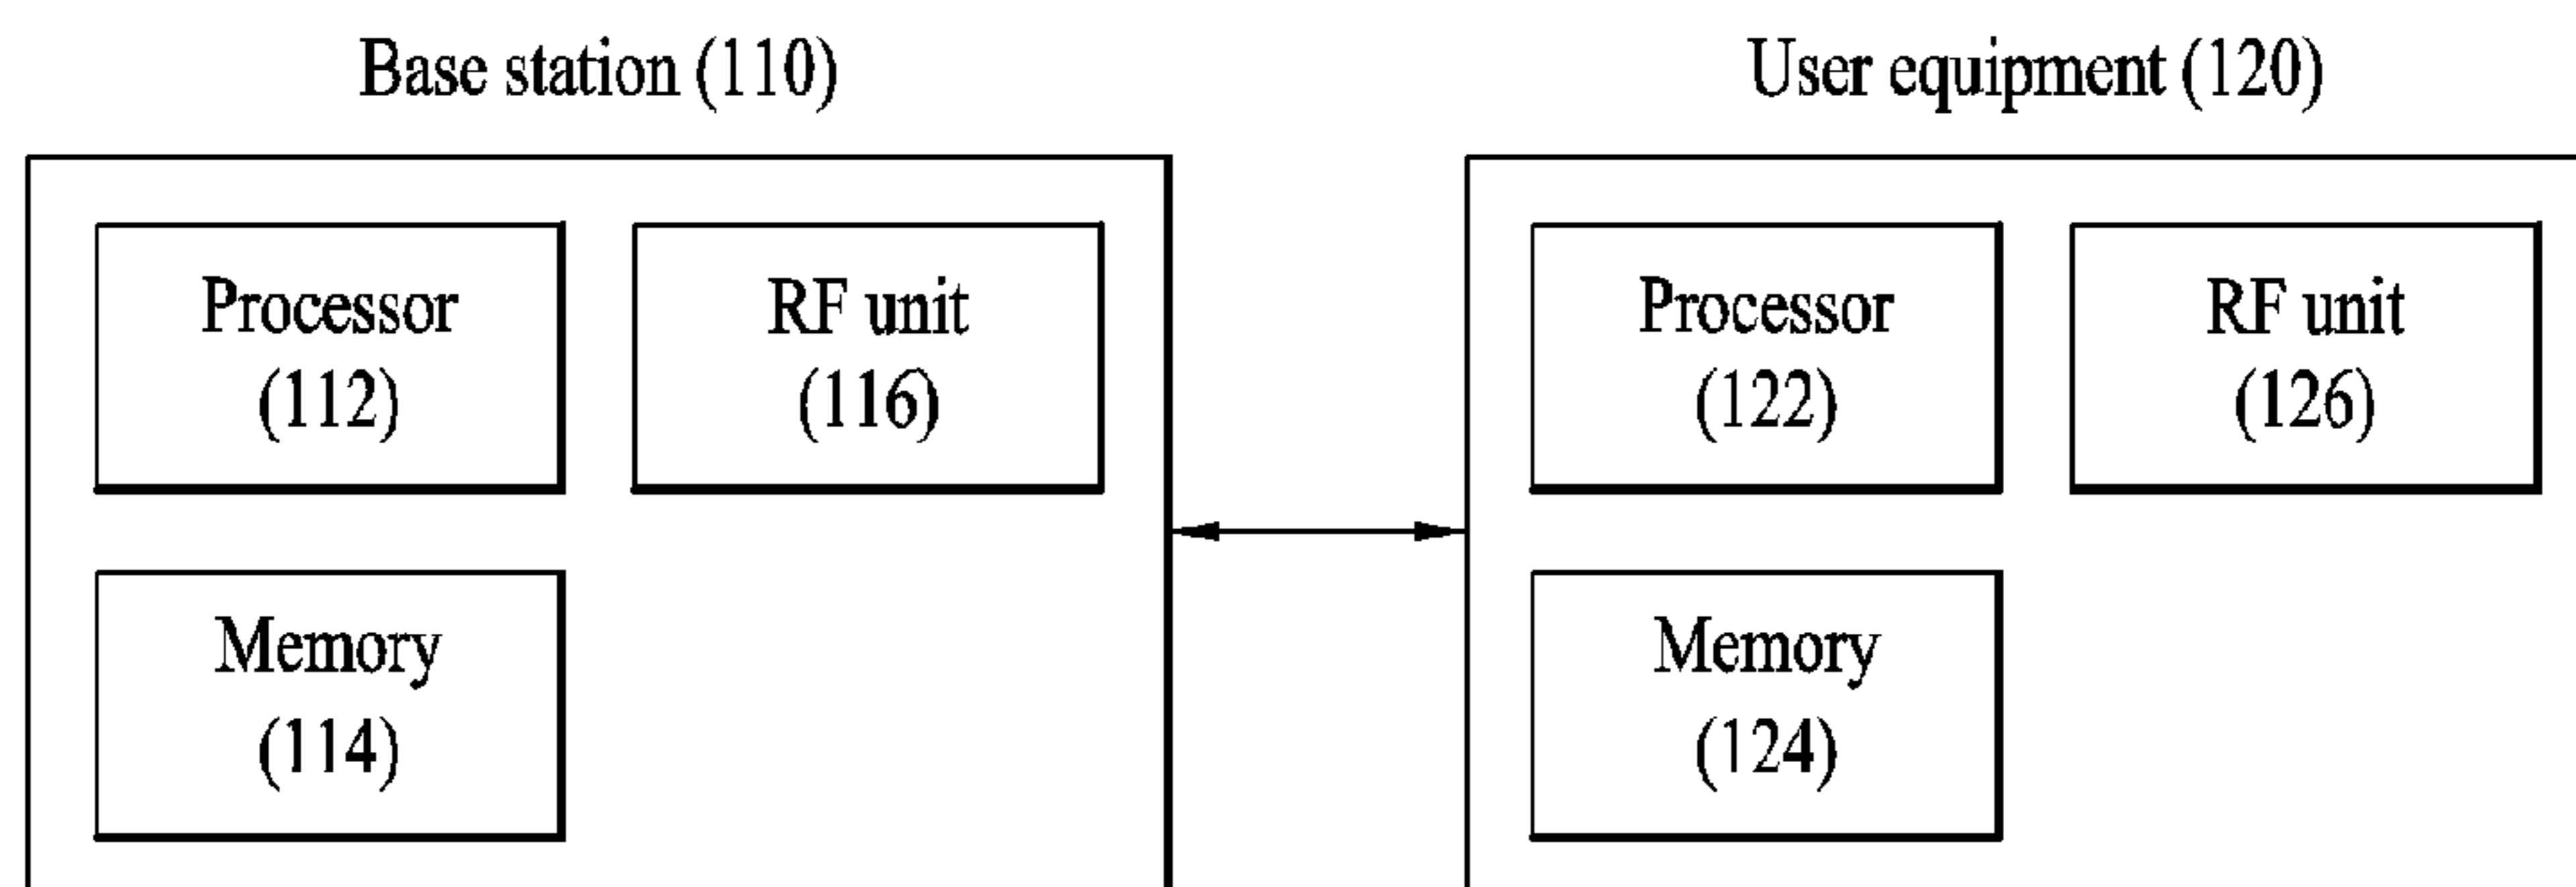 Base station (110)
Processor
(112)
RF unit
(116)
Memory
(114)
User equipment (120)
Processor
(122)
RF unit
(126)
Memory
(124)